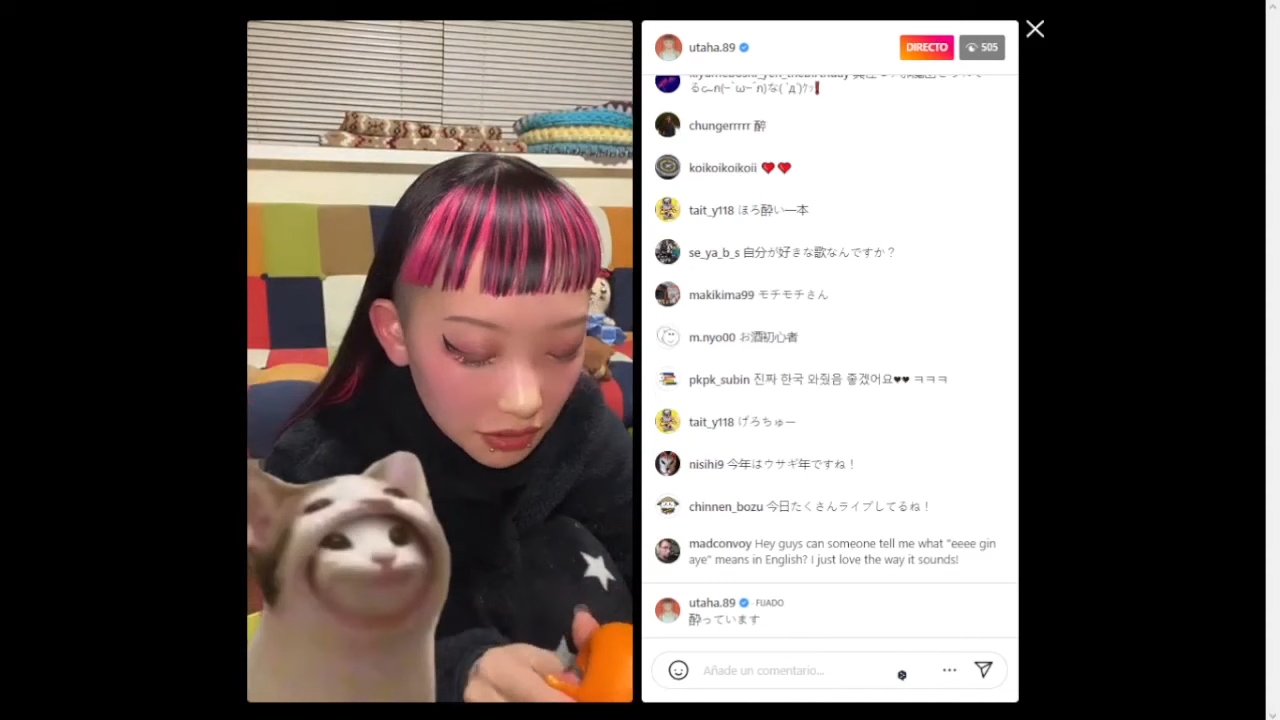 utaha.89
DIRECTO
505
chungerrrrr 酔
koikoikoikoii ❤️❤️
tait_y118 ほろ酔い一本
se_ya_b_s 自分が好きな歌なんですか？
makikima99 モチモチさん
m.nyo00 お酒初心者
pkpk_subin 진짜 한국 와줬음 좋겠어요♥♥ ㅋㅋㅋ
tait_y118 げろちゅー
nisihi9 今年はウサギ年ですね！
chinnen_bozu 今日たくさんライブしてるね！
madconvoy Hey guys can someone tell me what "eeee gin
aye" means in English? I just love the way it sounds!
utaha.89 · FIJADO
酔っています
Añade un comentario...